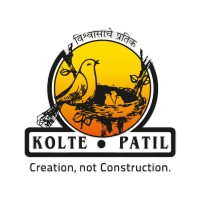 विश्वासाचे प्रतिक
KOLTE • PATIL
Creation, not Construction.